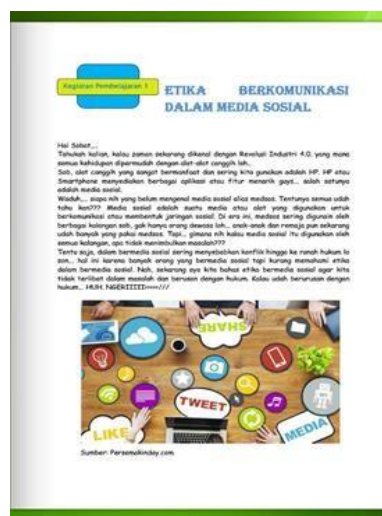 Kegiatan Pembelajaran 1
ETIKA BERKOMUNIKASI
DALAM MEDIA SOSIAL
Hai Sobat,...
Tahukah kalian, kalau zaman sekarang dikenal dengan Revolusi Industri 4.0, yang mana
semua kehidupan dipermudah dengan alat-alat canggih loh..
Sob, alat canggih yang sangat bermanfaat dan sering kita gunakan adalah HP. HP atau
Smartphone menyediakan berbagai aplikasi atau fitur menarik guys... salah satunya
adalah media sosial.
Waduh,... siapa nih yang belum mengenal media sosial alias medsos. Tentunya semua udah
tahu kan??? Media sosial adalah suatu media atau alat yang digunakan untuk
berkomunikasi atau membentuk jaringan sosial. Di era ini, medsos sering digunain oleh
berbagai kalangan sob, gak hanya orang dewasa loh... anak-anak dan remaja pun sekarang
udah banyak yang pakai medsos. Tapi... gimana nih kalau media sosial itu digunakan oleh
semua kalangan, apa tidak menimbulkan masalah???
Tentu saja, dalam bermedia sosial sering menyebabkan konflik hingga ke ranah hukum lo
son... hal ini karena banyak orang yang bermedia sosial tapi kurang memahami etika
dalam bermedia sosial. Nah, sekarang ayo kita bahas etika bermedia sosial agar kita
tidak terlibat dalam masalah dan berusan dengan hukum. Kalau udah berurusan dengan
hukum... HUH, NGERIIIII
SHARE
TWEET
LIKE
MEDIA
Sumber: Personakinday.com